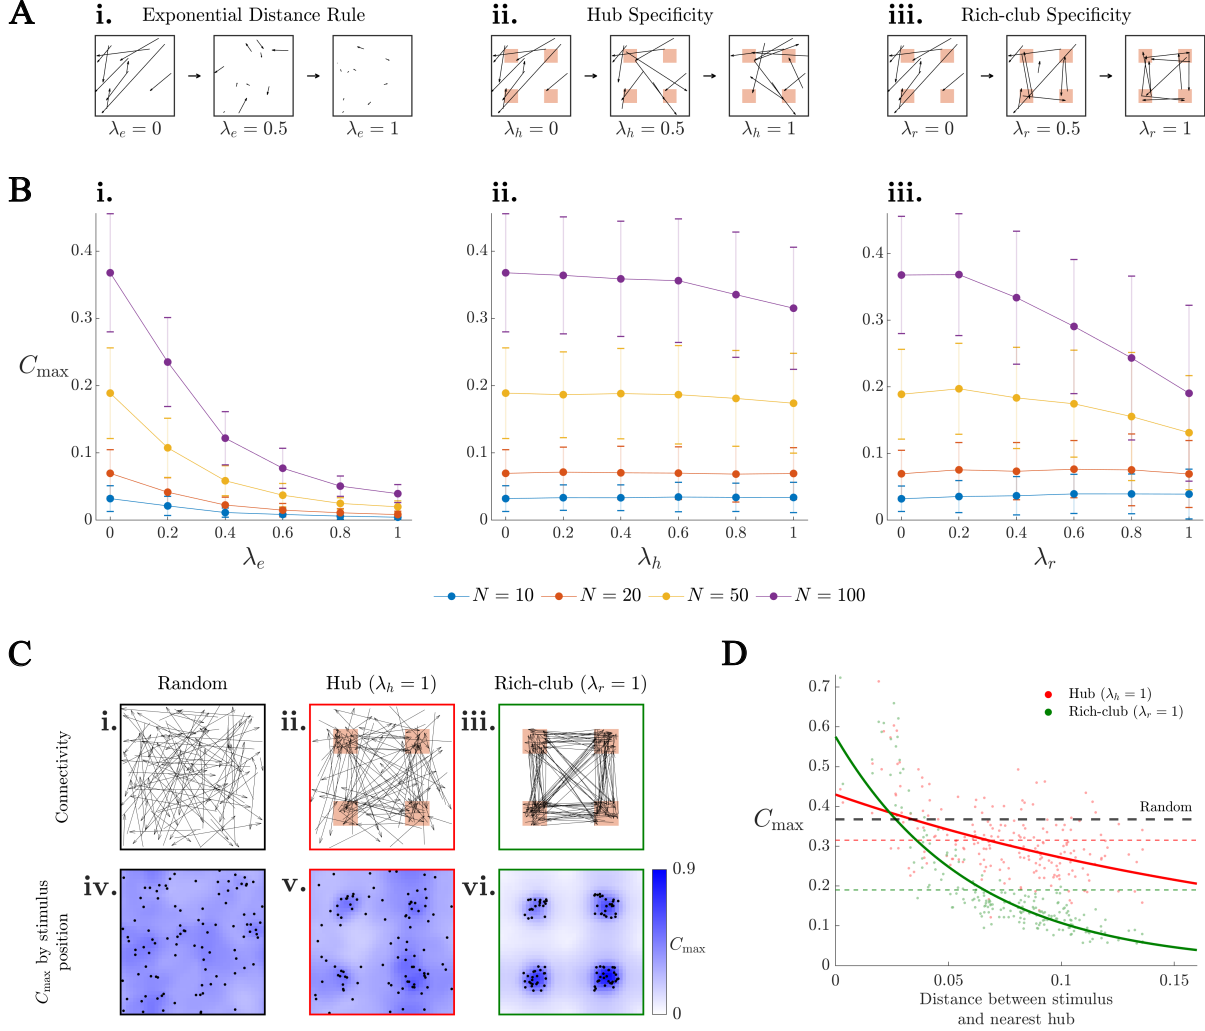 A
i. Exponential Distance Rule
λe = 0
λe = 0.5
λe = 1
ii. Hub Specificity
λh = 0
λh = 0.5
λh = 1
iii. Rich-club Specificity
λr = 0
λr = 0.5
λr = 1
B
i.
Cmax
0.4
0.3
0.2
0.1
0
0 0.2 0.4 0.6 0.8 1
λe
ii.
0.4
0.3
0.2
0.1
0
0 0.2 0.4 0.6 0.8 1
λh
iii.
0.4
0.3
0.2
0.1
0
0 0.2 0.4 0.6 0.8 1
λr
N = 10 N = 20 N = 50 N = 100
C
Random
Hub (λh = 1)
Rich-club (λr = 1)
Connectivity
i.
ii.
iii.
Cmax by stimulus
position
iv.
v.
vi.
0.9
Cmax
0
D
Cmax
0.7
0.6
0.5
0.4
0.3
0.2
0.1
0
Hub (λh = 1)
Rich-club (λr = 1)
Random
0 0.05 0.1 0.15
Distance between stimulus
and nearest hub